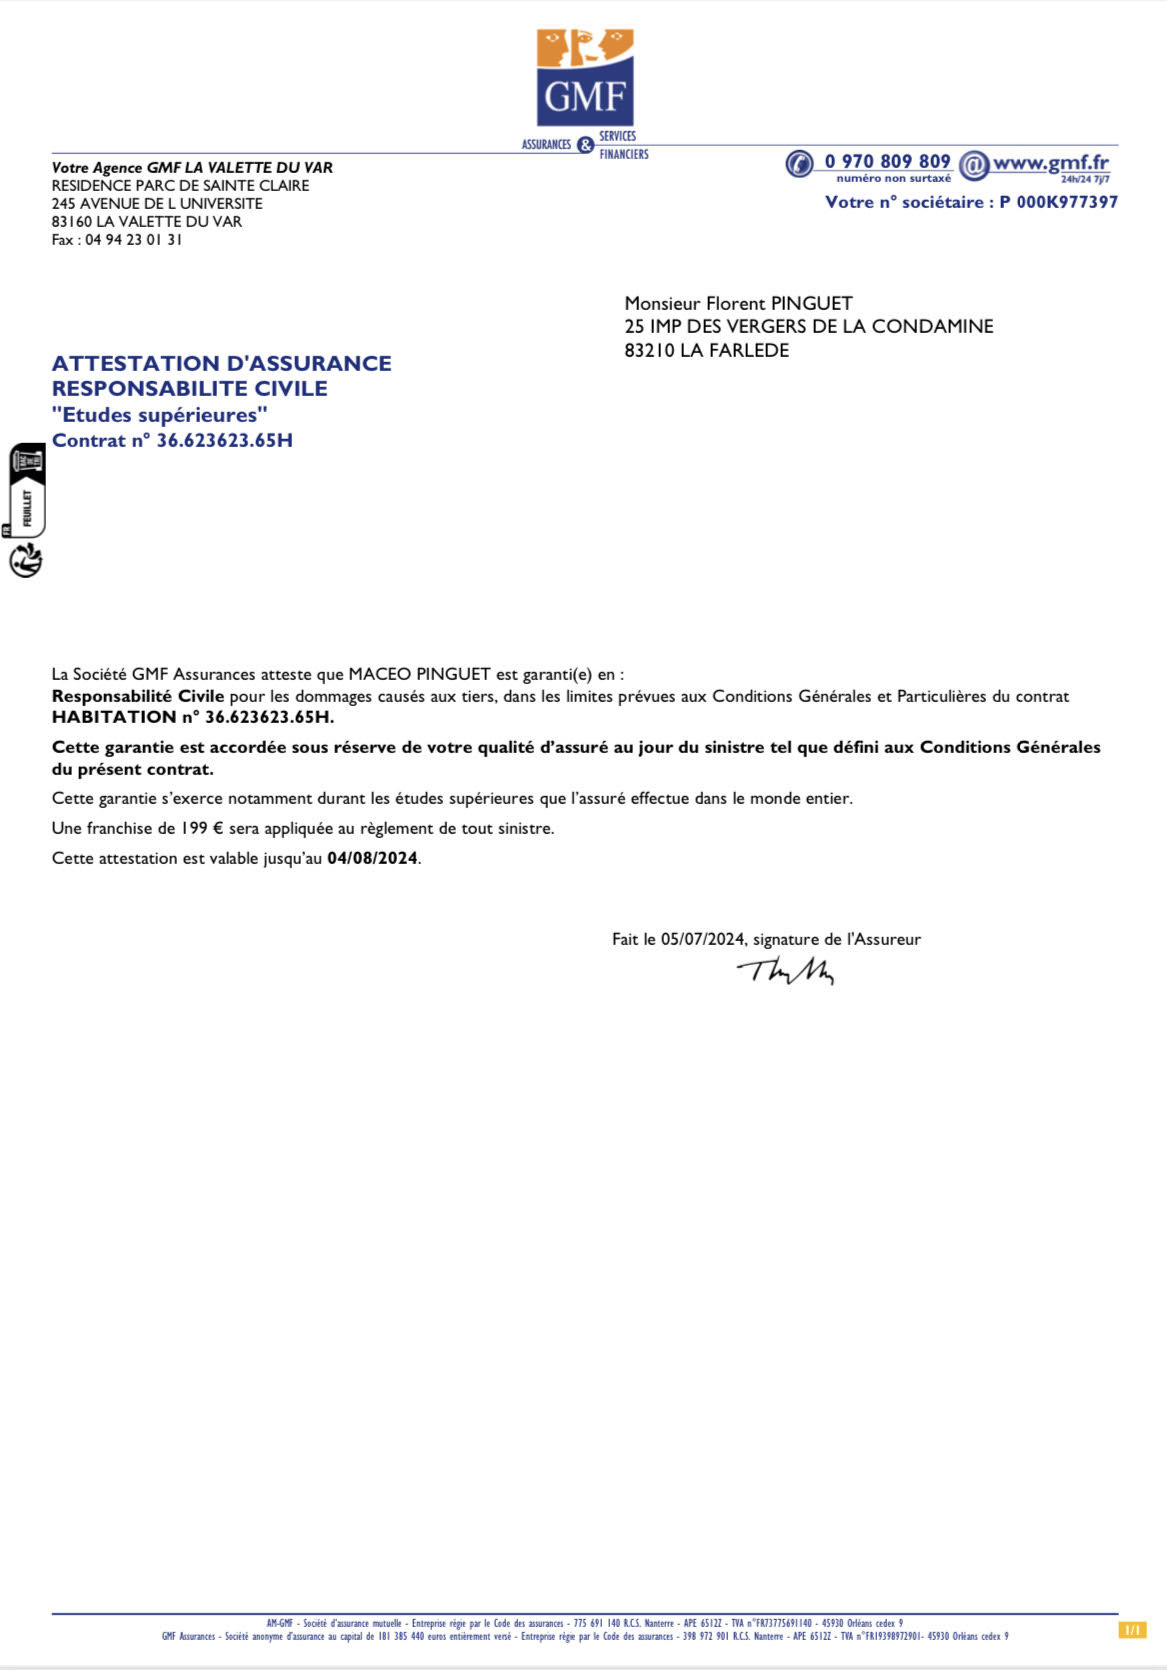 GMF
ASSURANCES & SERVICES FINANCIERS
Votre Agence GMF LA VALETTE DU VAR
RESIDENCE PARC DE SAINTE CLAIRE
245 AVENUE DE L UNIVERSITE
83160 LA VALETTE DU VAR
Fax : 04 94 23 01 31
0 970 809 809
numéro non surtaxé
@ www.gmf.fr
24h/24 7j/7
Votre n° sociétaire : P 000K977397
Monsieur Florent PINGUET
25 IMP DES VERGERS DE LA CONDAMINE
83210 LA FARLEDE
ATTESTATION D'ASSURANCE
RESPONSABILITE CIVILE
"Etudes supérieures"
Contrat n° 36.623623.65H
FR
FEUILLET
BAC DE TRI
La Société GMF Assurances atteste que MACEO PINGUET est garanti(e) en :
Responsabilité Civile pour les dommages causés aux tiers, dans les limites prévues aux Conditions Générales et Particulières du contrat
HABITATION n° 36.623623.65H.
Cette garantie est accordée sous réserve de votre qualité d’assuré au jour du sinistre tel que défini aux Conditions Générales
du présent contrat.
Cette garantie s’exerce notamment durant les études supérieures que l’assuré effectue dans le monde entier.
Une franchise de 199 € sera appliquée au règlement de tout sinistre.
Cette attestation est valable jusqu’au 04/08/2024.
Fait le 05/07/2024, signature de l'Assureur
AM-GMF - Société d'assurance mutuelle - Entreprise régie par le Code des assurances - 775 691 140 R.C.S. Nanterre - APE 6512Z - TVA n°FR73775691140 - 45930 Orléans cedex 9
GMF Assurances - Société anonyme d'assurance au capital de 181 385 440 euros entièrement versé - Entreprise régie par le Code des assurances - 398 972 901 R.C.S. Nanterre - APE 6512Z - TVA n°FR19398972901- 45930 Orléans cedex 9
1/1